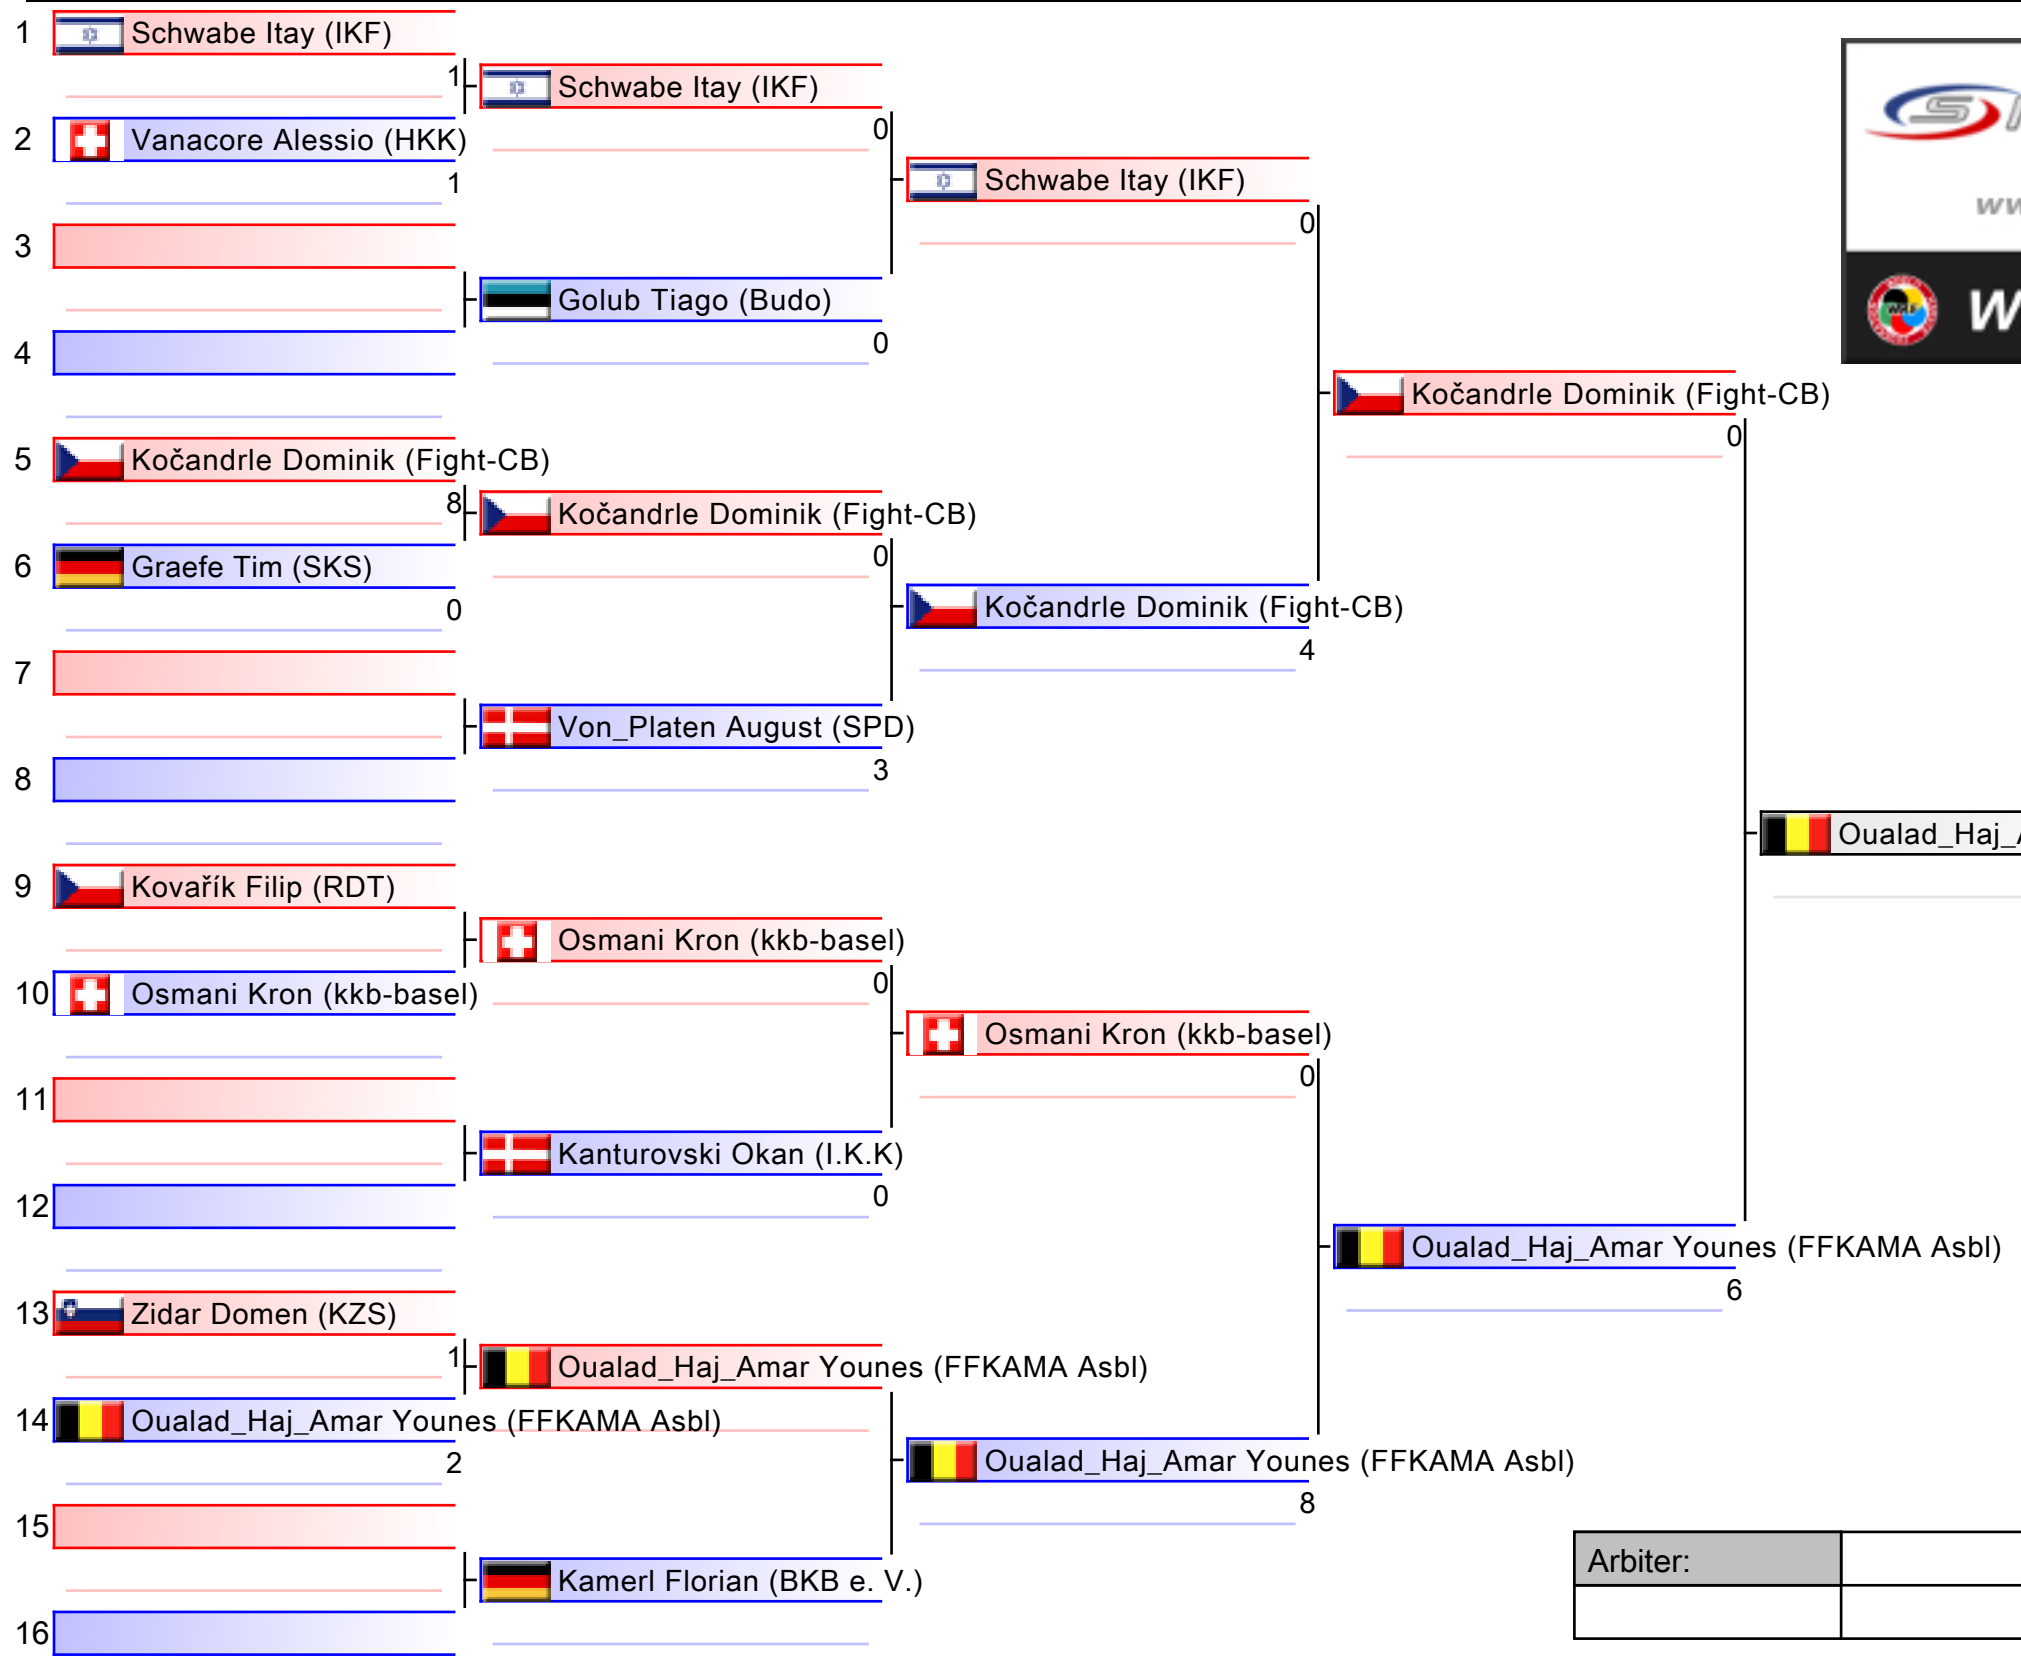 1 Schwabe Itay (IKF)
1
Schwabe Itay (IKF)
0
2 Vanacore Alessio (HKK)
1
Schwabe Itay (IKF)
0
3
Golub Tiago (Budo)
0
4
Kočandrle Dominik (Fight-CB)
0
5 Kočandrle Dominik (Fight-CB)
8
Kočandrle Dominik (Fight-CB)
0
6 Graefe Tim (SKS)
0
Kočandrle Dominik (Fight-CB)
4
7
Von_Platen August (SPD)
3
8
Oualad_Haj_
9 Kovařík Filip (RDT)
Osmani Kron (kkb-basel)
0
10 Osmani Kron (kkb-basel)
Osmani Kron (kkb-basel)
0
11
Kanturovski Okan (I.K.K)
0
12
Oualad_Haj_Amar Younes (FFKAMA Asbl)
6
13 Zidar Domen (KZS)
1
Oualad_Haj_Amar Younes (FFKAMA Asbl)
14 Oualad_Haj_Amar Younes (FFKAMA Asbl)
2
Oualad_Haj_Amar Younes (FFKAMA Asbl)
8
15
Kamerl Florian (BKB e. V.)
16
Arbiter: